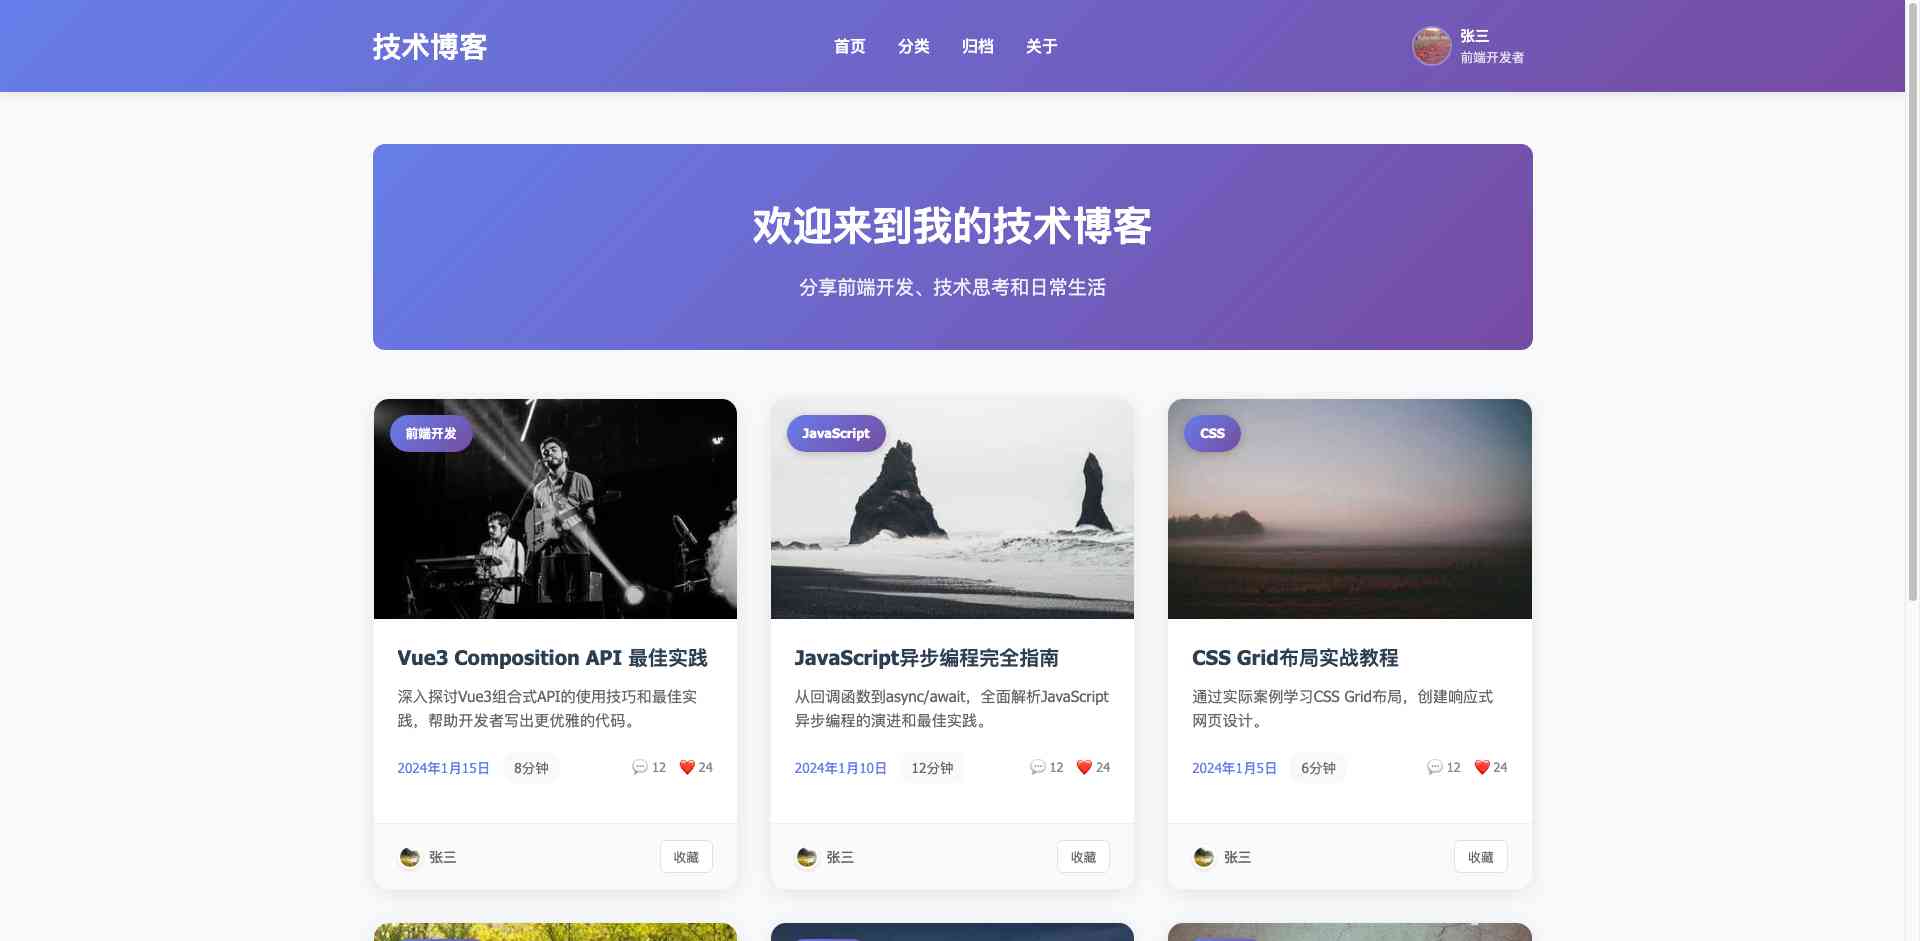 技术博客
首页 分类 归档 关于
张三
前端开发者
欢迎来到我的技术博客
分享前端开发、技术思考和日常生活
前端开发
Vue3 Composition API 最佳实践
深入探讨Vue3组合式API的使用技巧和最佳实
践，帮助开发者写出更优雅的代码。
2024年1月15日 8分钟 12 24
张三 收藏
JavaScript
JavaScript异步编程完全指南
从回调函数到async/await，全面解析JavaScript
异步编程的演进和最佳实践。
2024年1月10日 12分钟 12 24
张三 收藏
CSS
CSS Grid布局实战教程
通过实际案例学习CSS Grid布局，创建响应式
网页设计。
2024年1月5日 6分钟 12 24
张三 收藏